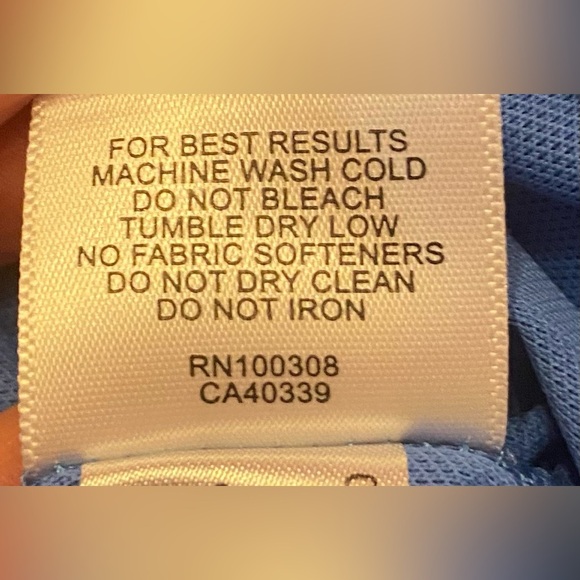 FOR BEST RESULTS
MACHINE WASH COLD
DO NOT BLEACH
TUMBLE DRY LOW
NO FABRIC SOFTENERS
DO NOT DRY CLEAN
DO NOT IRON
RN100308
CA40339